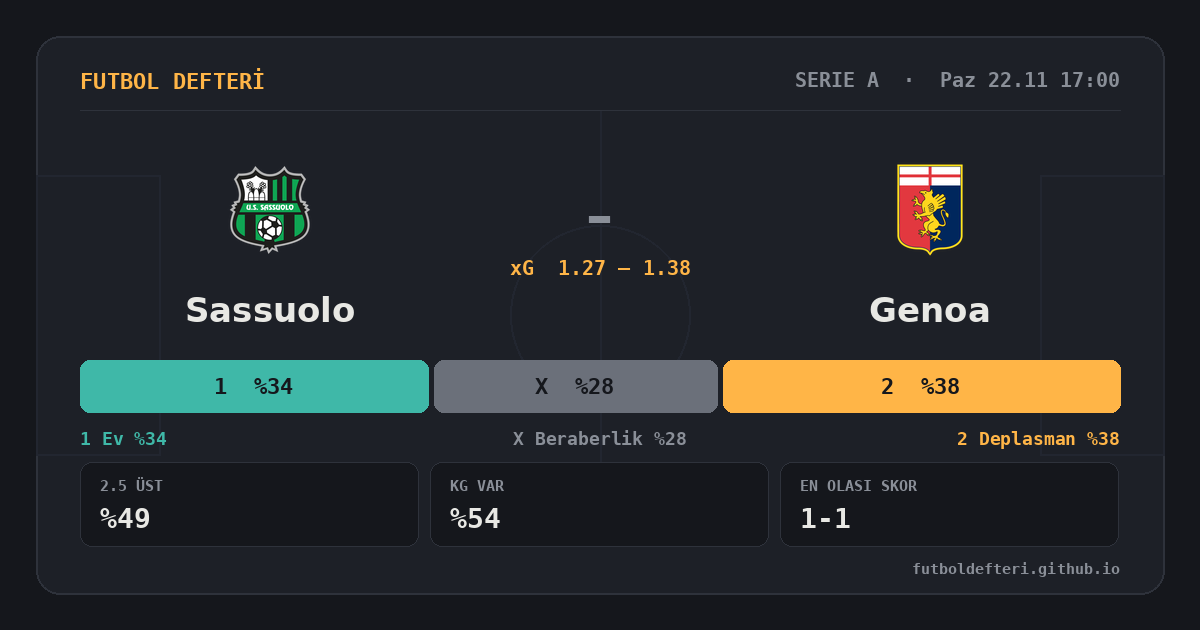 FUTBOL DEFTERİ
SERIE A · Paz 22.11 17:00
U.S. SASSUOLO
–
xG 1.27 — 1.38
Sassuolo
Genoa
1 %34
X %28
2 %38
1 Ev %34
X Beraberlik %28
2 Deplasman %38
2.5 ÜST
KG VAR
EN OLASI SKOR
%49
%54
1-1
futboldefteri.github.io